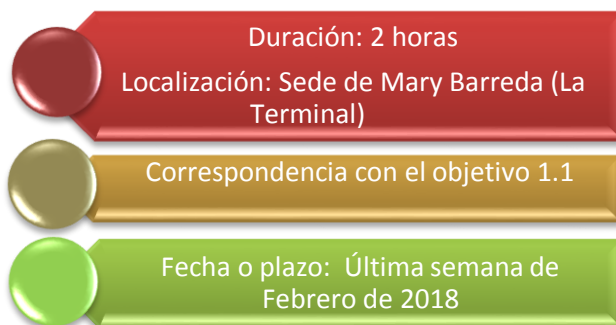 Duración: 2 horas
Localización: Sede de Mary Barreda (La
Terminal)
Correspondencia con el objetivo 1.1
Fecha o plazo: Última semana de
Febrero de 2018